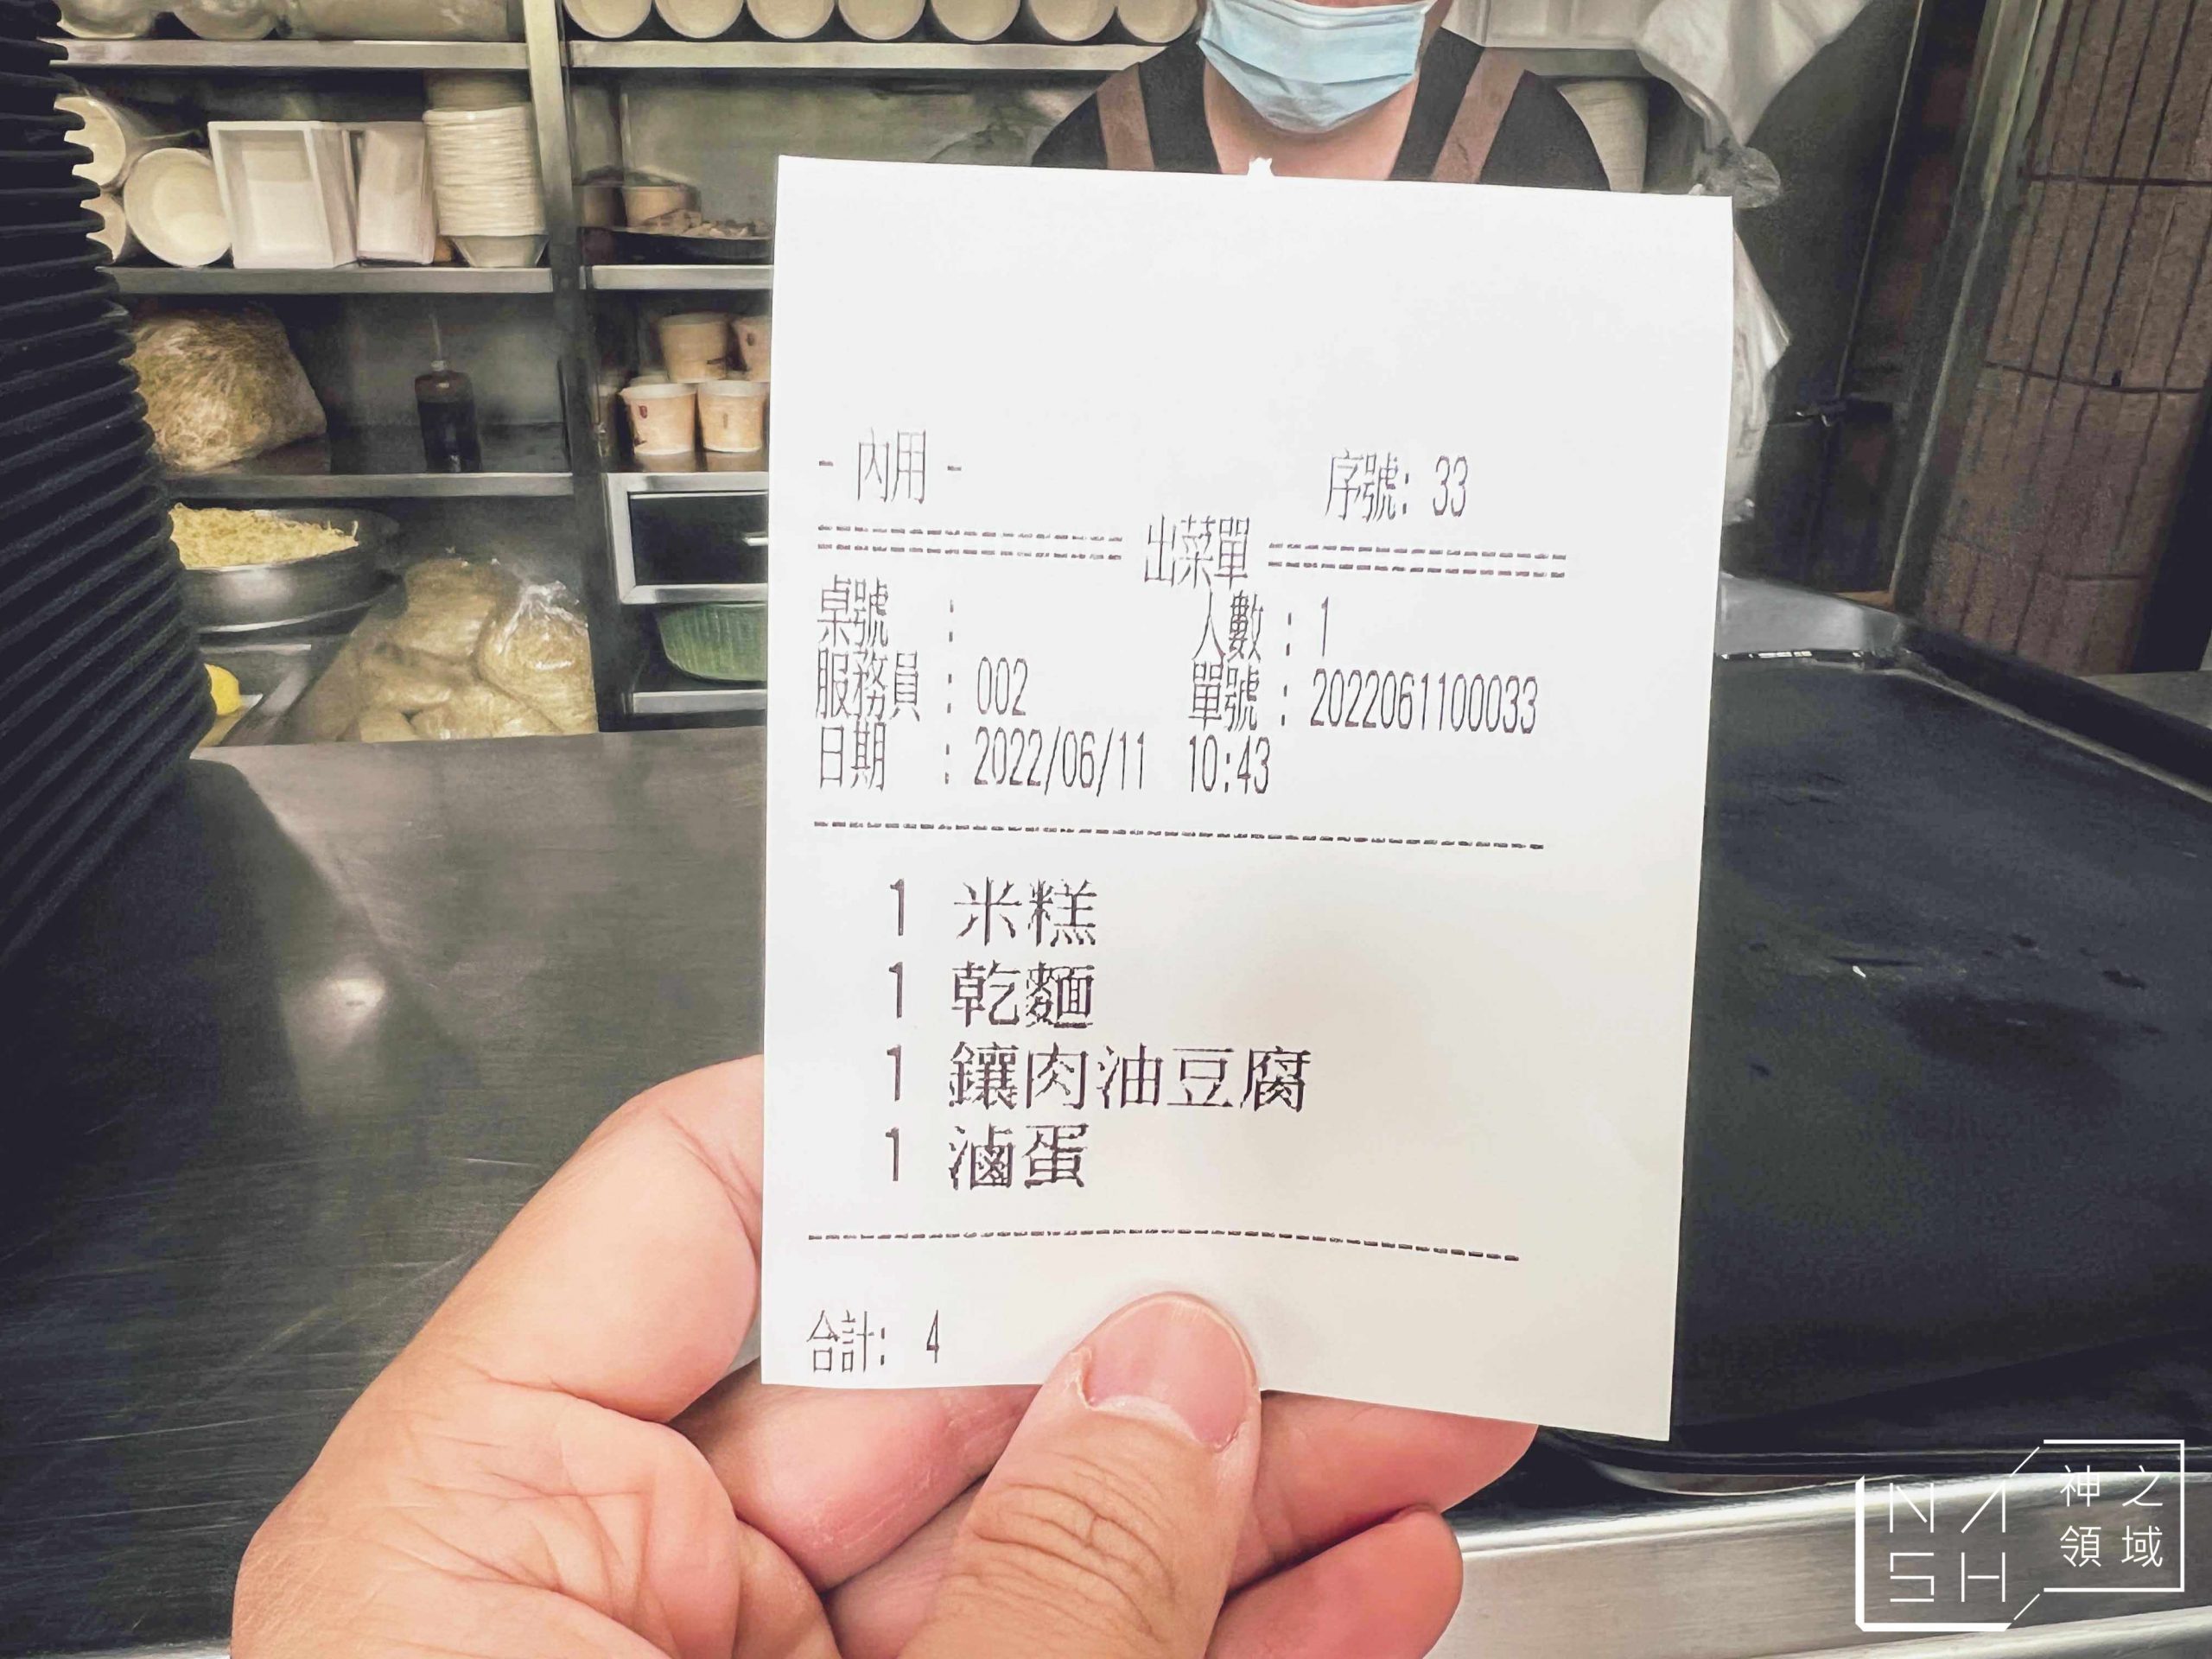 - 內用 - 序號: 33
============ 出菜單 ============
桌號 : 人數 : 1
服務員 : 002 單號 : 2022061100033
日期 : 2022/06/11 10:43
1 米糕
1 乾麵
1 鑲肉油豆腐
1 滷蛋
合計: 4
NASH 神之領域